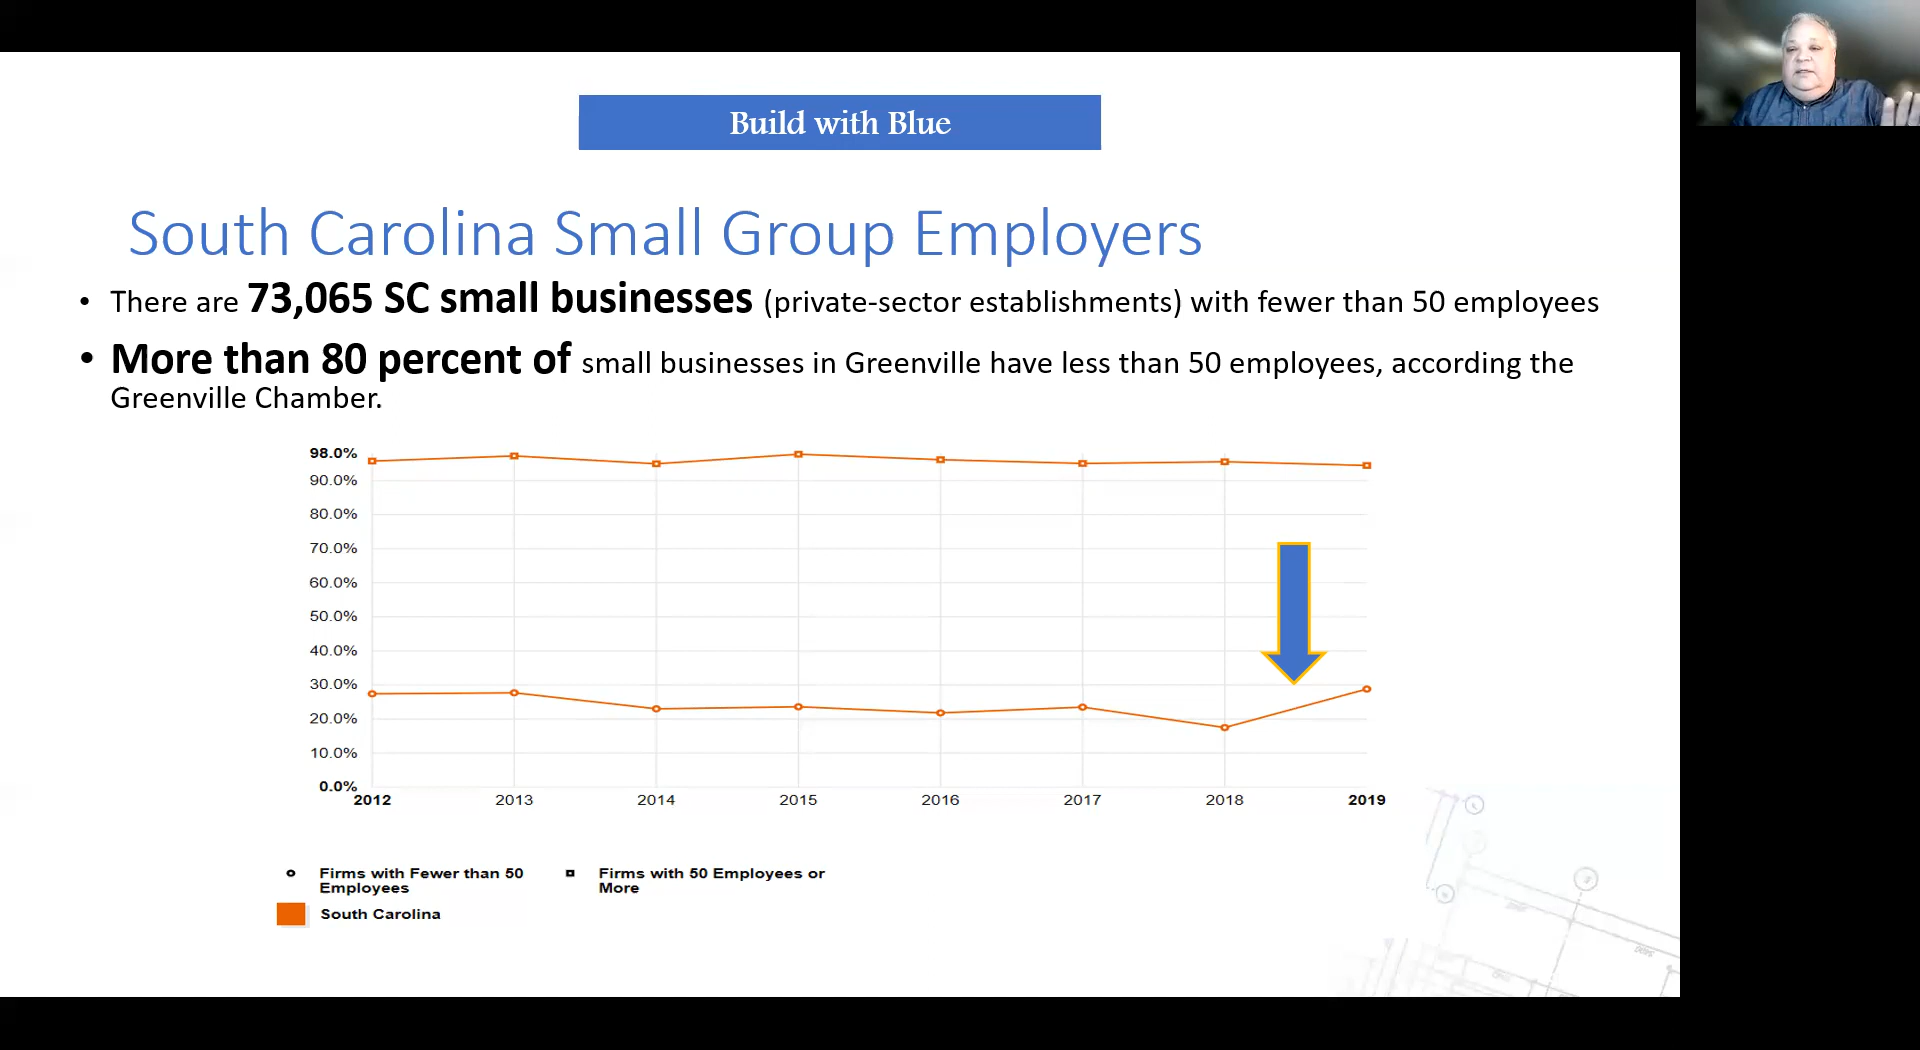 Build with Blue
South Carolina Small Group Employers
• There are 73,065 SC small businesses (private-sector establishments) with fewer than 50 employees
• More than 80 percent of small businesses in Greenville have less than 50 employees, according the
Greenville Chamber.
98.0%
90.0%
80.0%
70.0%
60.0%
50.0%
40.0%
30.0%
20.0%
10.0%
0.0%
2012 2013 2014 2015 2016 2017 2018 2019
Firms with Fewer than 50
Employees
Firms with 50 Employees or
More
South Carolina